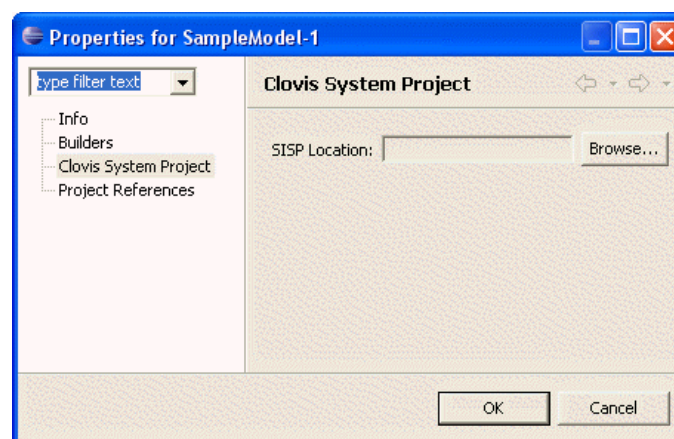 Properties for SampleModel-1
type filter text
Clovis System Project
Info
Builders
Clovis System Project
Project References
SISP Location:
Browse...
OK
Cancel